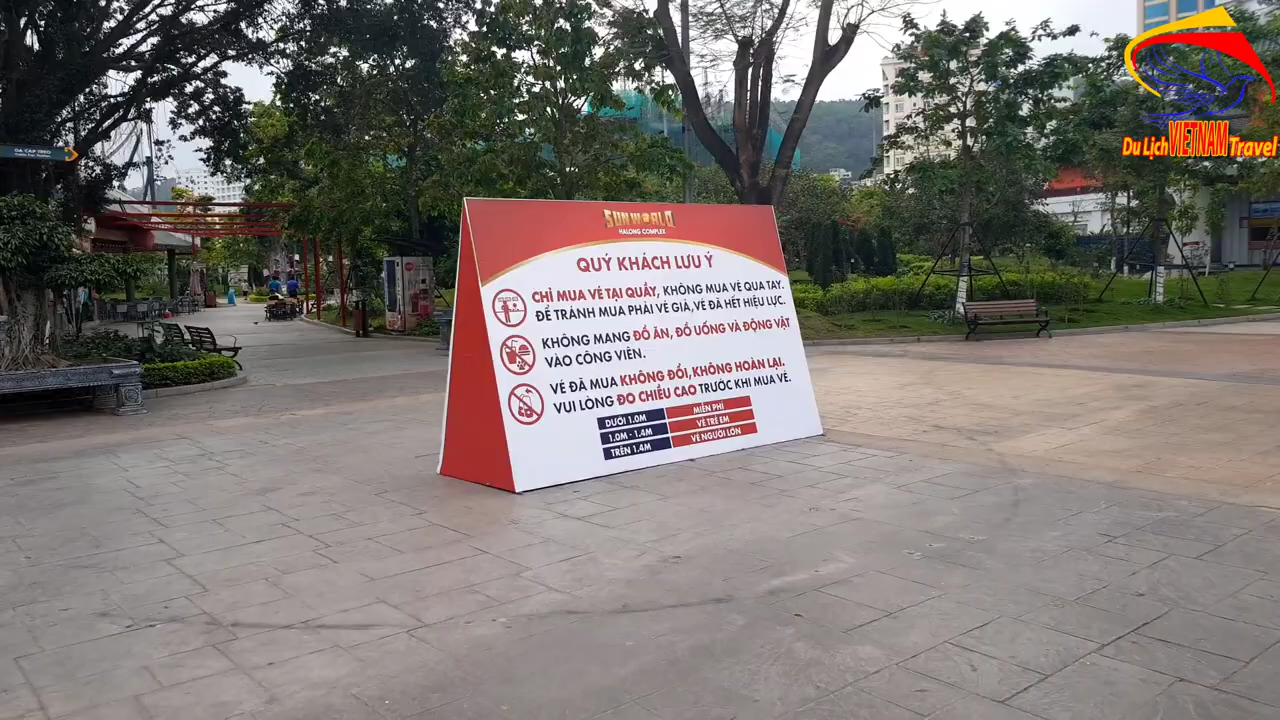 Du Lịch VIETNAM Travel
GA CÁP TREO
SUNWORLD
HALONG COMPLEX
QUÝ KHÁCH LƯU Ý
CHỈ MUA VÉ TẠI QUẦY, KHÔNG MUA VÉ QUA TAY.
ĐỂ TRÁNH MUA PHẢI VÉ GIẢ, VÉ ĐÃ HẾT HIỆU LỰC.
KHÔNG MANG ĐỒ ĂN, ĐỒ UỐNG VÀ ĐỘNG VẬT
VÀO CÔNG VIÊN.
VÉ ĐÃ MUA KHÔNG ĐỔI, KHÔNG HOÀN LẠI.
VUI LÒNG ĐO CHIỀU CAO TRƯỚC KHI MUA VÉ.
DƯỚI 1.0M MIỄN PHÍ
1.0M - 1.4M VÉ TRẺ EM
TRÊN 1.4M VÉ NGƯỜI LỚN